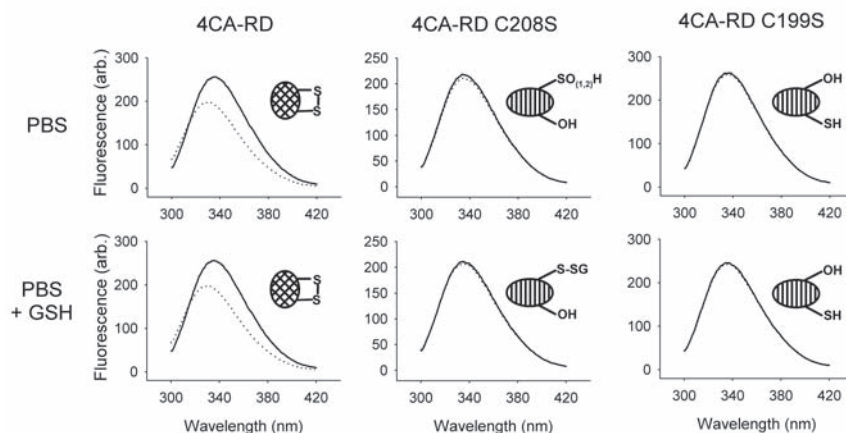 4CA-RD 4CA-RD C208S 4CA-RD C199S
PBS
Fluorescence (arb.)
300
200
100
0
300 340 380 420
S
S
250
200
150
100
50
0
300 340 380 420
SO(1,2)H
OH
300
200
100
0
300 340 380 420
OH
SH
PBS
+ GSH
Fluorescence (arb.)
300
200
100
0
300 340 380 420
Wavelength (nm)
S
S
250
200
150
100
50
0
300 340 380 420
Wavelength (nm)
S-SG
OH
300
200
100
0
300 340 380 420
Wavelength (nm)
OH
SH